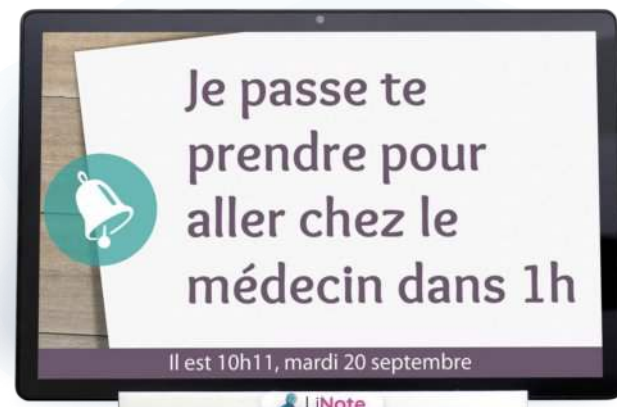 Je passe te
prendre pour
aller chez le
médecin dans 1h
Il est 10h11, mardi 20 septembre
LiNote